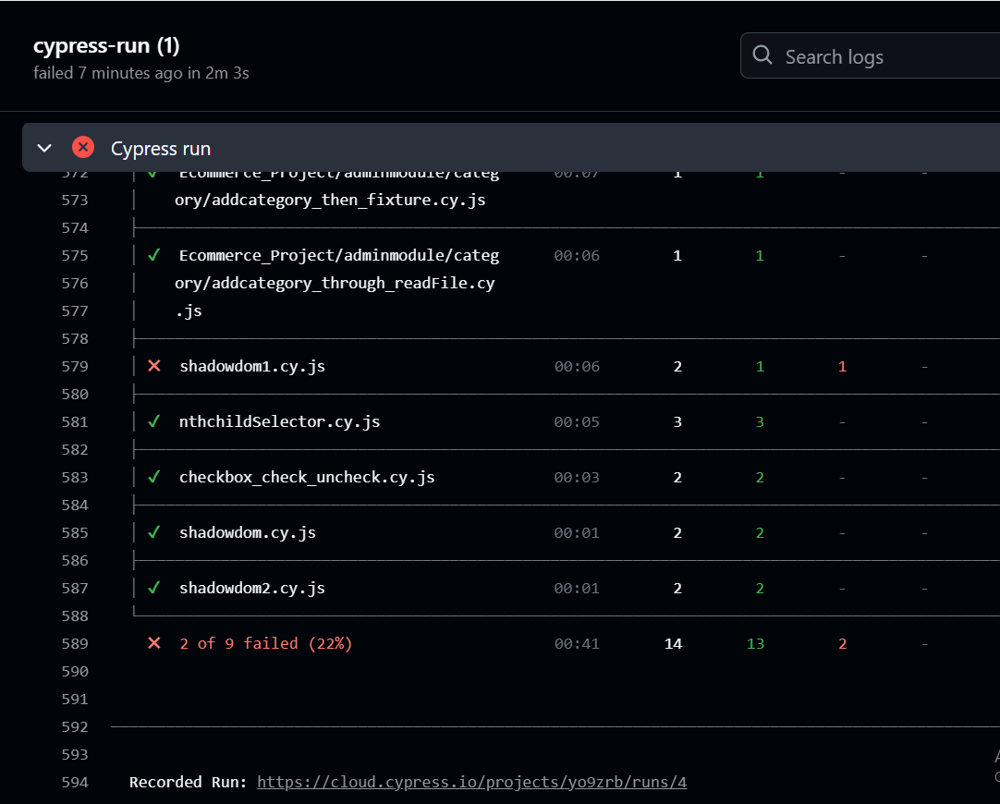 cypress-run (1)
failed 7 minutes ago in 2m 3s
Search logs
Cypress run
572 Ecommerce_Project/adminmodule/categ 00:07 1 1 - -
573 ory/addcategory_then_fixture.cy.js
574
575 ✓ Ecommerce_Project/adminmodule/categ 00:06 1 1 - -
576 ory/addcategory_through_readFile.cy
577 .js
578
579 ✕ shadowdom1.cy.js 00:06 2 1 1 -
580
581 ✓ nthchildSelector.cy.js 00:05 3 3 - -
582
583 ✓ checkbox_check_uncheck.cy.js 00:03 2 2 - -
584
585 ✓ shadowdom.cy.js 00:01 2 2 - -
586
587 ✓ shadowdom2.cy.js 00:01 2 2 - -
588
589 ✕ 2 of 9 failed (22%) 00:41 14 13 2 -
590
591
592
593
594 Recorded Run: https://cloud.cypress.io/projects/yo9zrb/runs/4